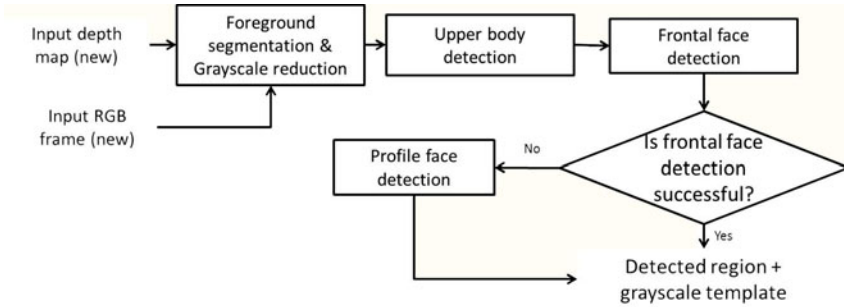 Input depth
map (new)
Foreground
segmentation &
Grayscale reduction
Upper body
detection
Frontal face
detection
Input RGB
frame (new)
Is frontal face
detection
successful?
No
Profile face
detection
Yes
Detected region +
grayscale template